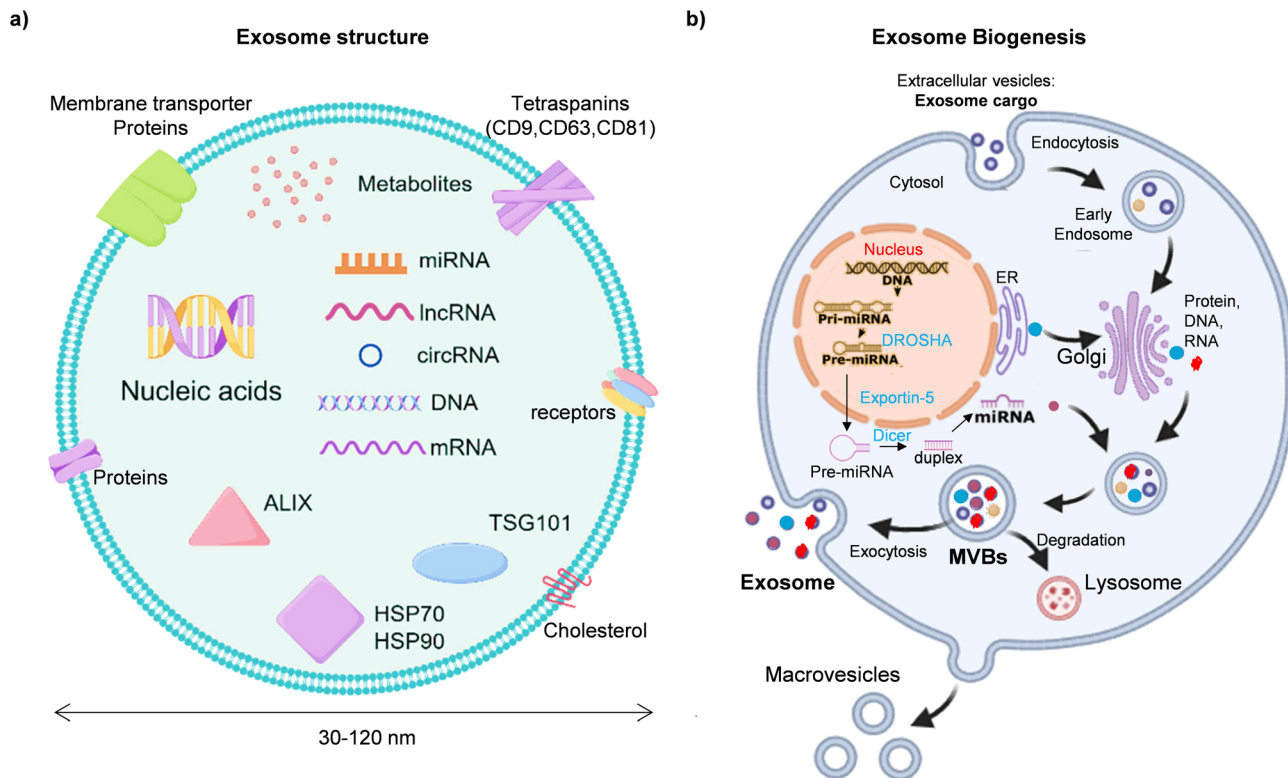 a)
Exosome structure
Membrane transporter
Proteins
Tetraspanins
(CD9,CD63,CD81)
Metabolites
miRNA
lncRNA
circRNA
Nucleic acids
DNA
receptors
mRNA
Proteins
ALIX
TSG101
HSP70
HSP90
Cholesterol
30-120 nm
b)
Exosome Biogenesis
Extracellular vesicles:
Exosome cargo
Endocytosis
Cytosol
Early
Endosome
Nucleus
DNA
ER
Pri-miRNA
Protein,
DNA,
RNA
DROSHA
Pre-miRNA
Golgi
Exportin-5
miRNA
Dicer
duplex
Pre-miRNA
Exocytosis
MVBs
Degradation
Exosome
Lysosome
Macrovesicles